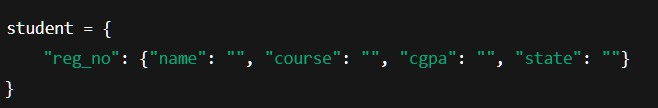 student = {
"reg_no": {"name": "", "course": "", "cgpa": "", "state": ""}
}